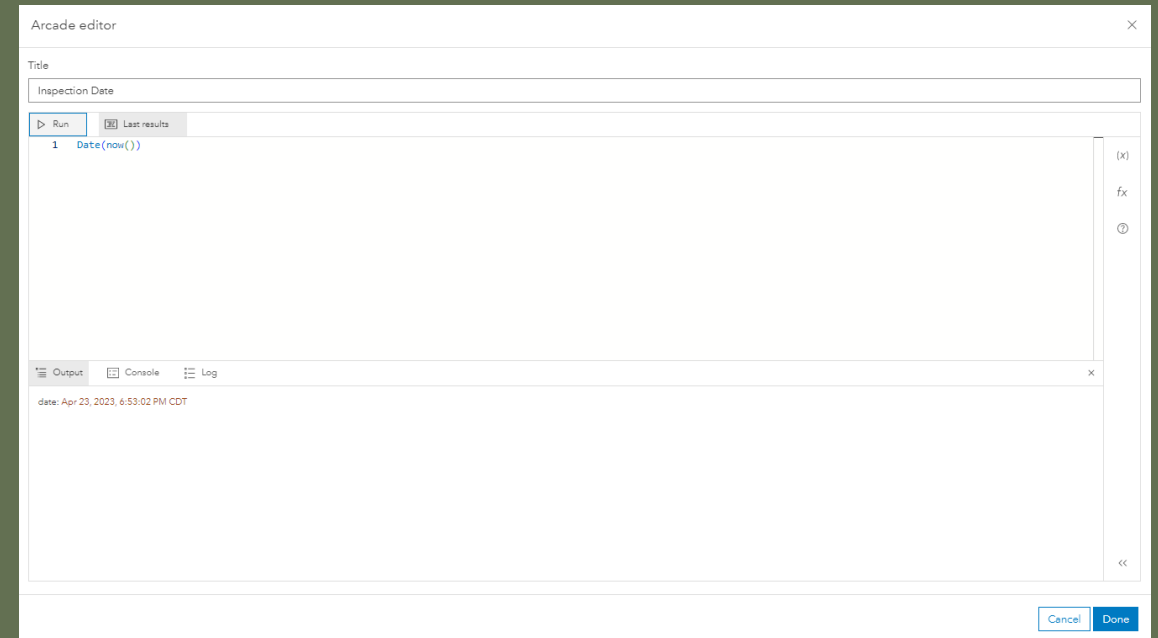 Arcade editor
Title
Inspection Date
Run Last results
1 Date(now())
(x)
fx
Output Console Log
date: Apr 23, 2023, 6:53:02 PM CDT
Cancel Done